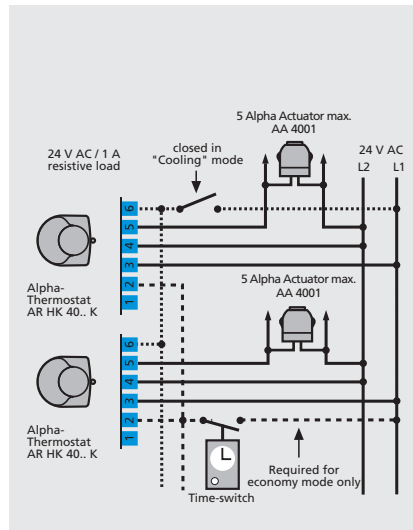 5 Alpha Actuator max.
AA 4001
closed in
"Cooling" mode
24 V AC / 1 A
resistive load
24 V AC
L2 L1
6
5
4
3
2
1
Alpha-
Thermostat
AR HK 40.. K
5 Alpha Actuator max.
AA 4001
6
5
4
3
2
1
Alpha-
Thermostat
AR HK 40.. K
Required for
economy mode only
Time-switch